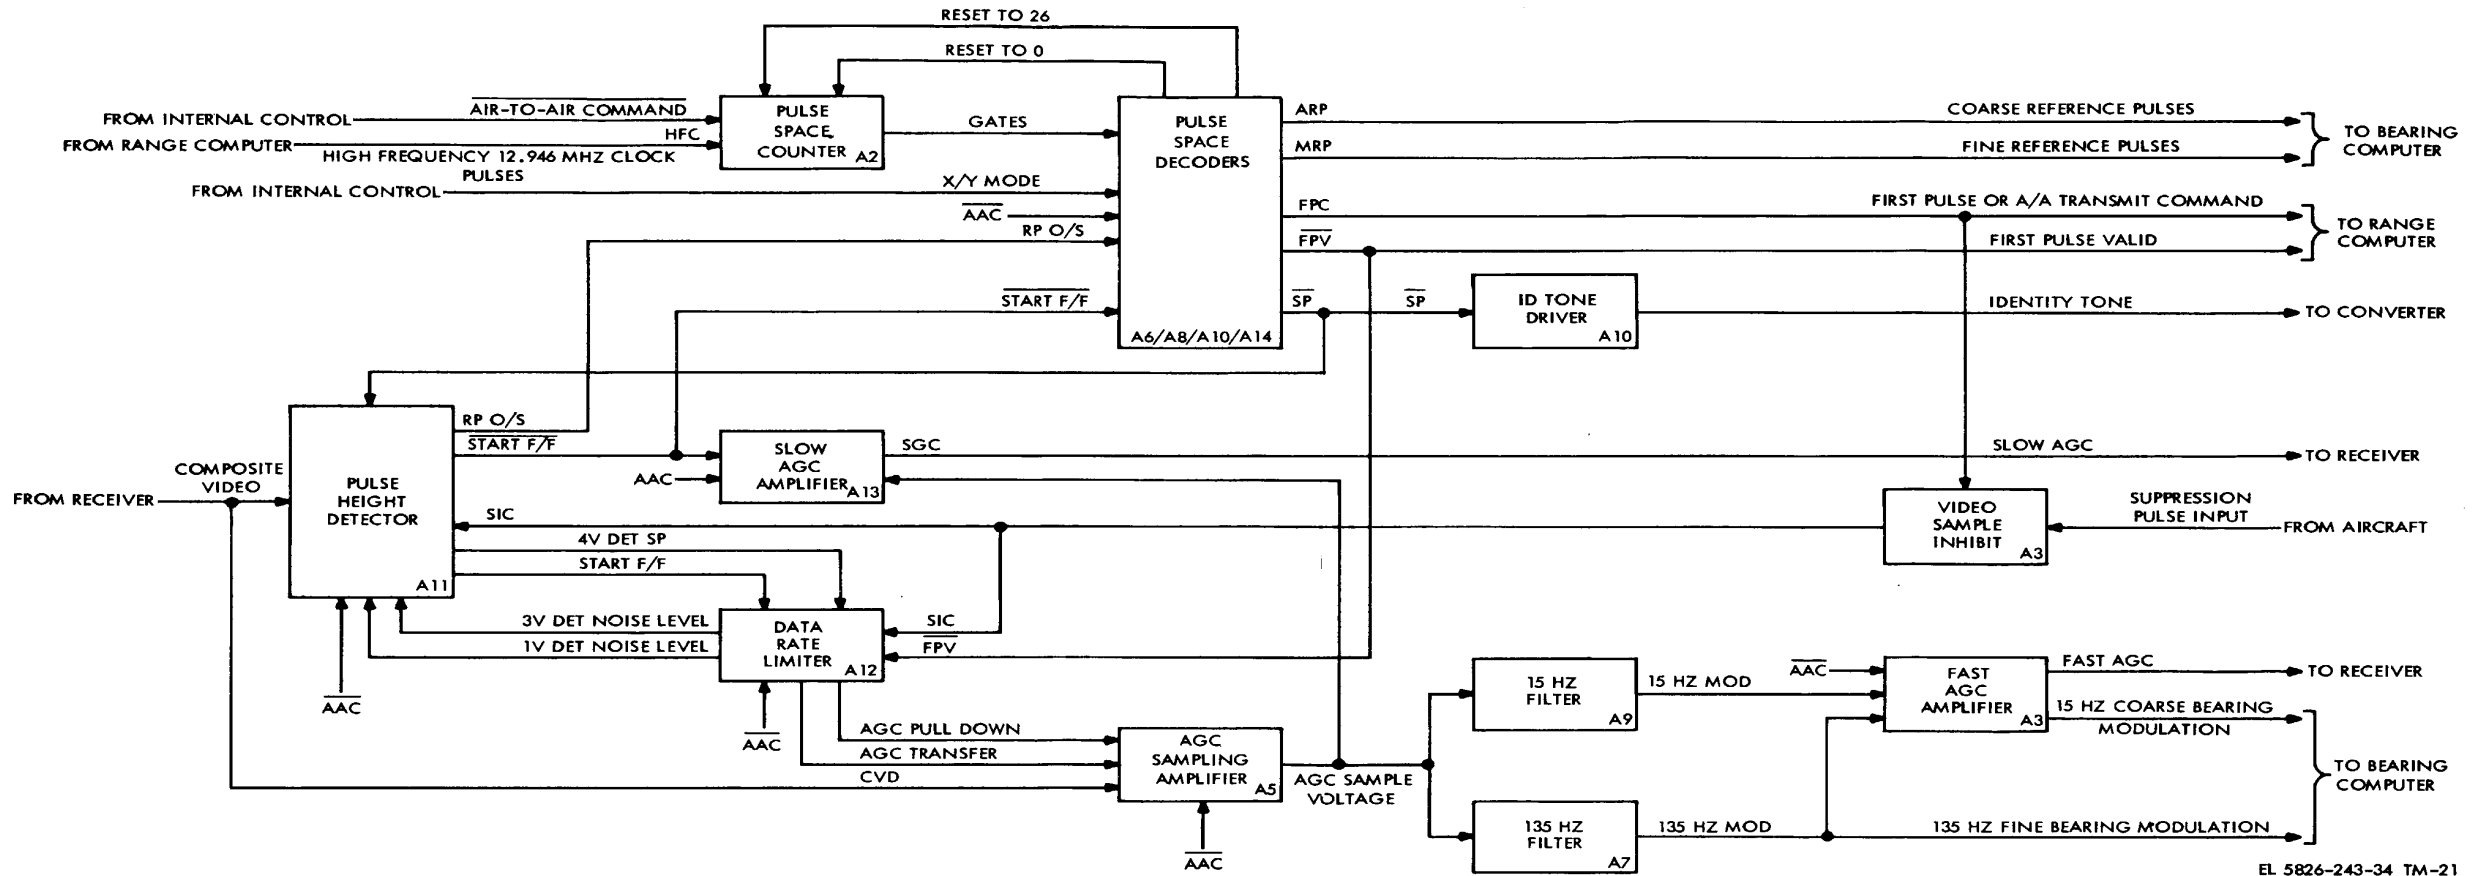 RESET TO 26
RESET TO 0
FROM INTERNAL CONTROL
AIR-TO-AIR COMMAND
FROM RANGE COMPUTER
HFC
HIGH FREQUENCY 12.946 MHZ CLOCK
PULSES
PULSE
SPACE
COUNTER
A2
GATES
FROM INTERNAL CONTROL
X/Y MODE
AAC
RP O/S
START F/F
PULSE
SPACE
DECODERS
A6/A8/A10/A14
ARP
COARSE REFERENCE PULSES
MRP
FINE REFERENCE PULSES
TO BEARING
COMPUTER
FPC
FIRST PULSE OR A/A TRANSMIT COMMAND
FPV
FIRST PULSE VALID
TO RANGE
COMPUTER
SP
SP
ID TONE
DRIVER
A10
IDENTITY TONE
TO CONVERTER
FROM RECEIVER
COMPOSITE
VIDEO
PULSE
HEIGHT
DETECTOR
A11
RP O/S
START F/F
AAC
SLOW
AGC
AMPLIFIER
A13
SGC
SLOW AGC
TO RECEIVER
SIC
4V DET SP
START F/F
VIDEO
SAMPLE
INHIBIT
A3
SUPPRESSION
PULSE INPUT
FROM AIRCRAFT
3V DET NOISE LEVEL
1V DET NOISE LEVEL
AAC
DATA
RATE
LIMITER
A12
SIC
FPV
AAC
AGC PULL DOWN
AGC TRANSFER
CVD
AGC
SAMPLING
AMPLIFIER
A5
AAC
AGC SAMPLE
VOLTAGE
15 HZ
FILTER
A9
15 HZ MOD
135 HZ
FILTER
A7
135 HZ MOD
AAC
FAST
AGC
AMPLIFIER
A3
FAST AGC
TO RECEIVER
15 HZ COARSE BEARING
MODULATION
135 HZ FINE BEARING MODULATION
TO BEARING
COMPUTER
EL 5826-243-34 TM-21